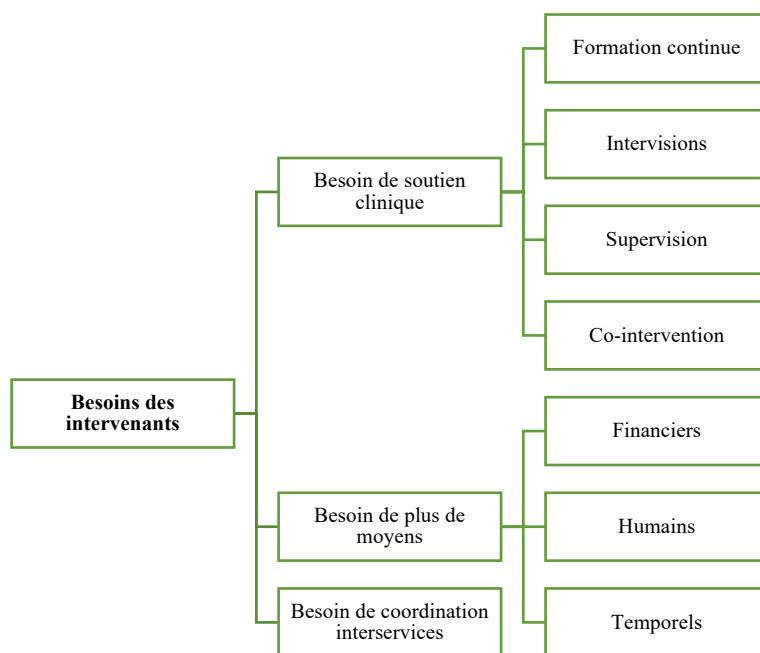 Besoins des
intervenants
Besoin de soutien
clinique
Formation continue
Intervisions
Supervision
Co-intervention
Besoin de plus de
moyens
Financiers
Humains
Temporels
Besoin de coordination
interservices